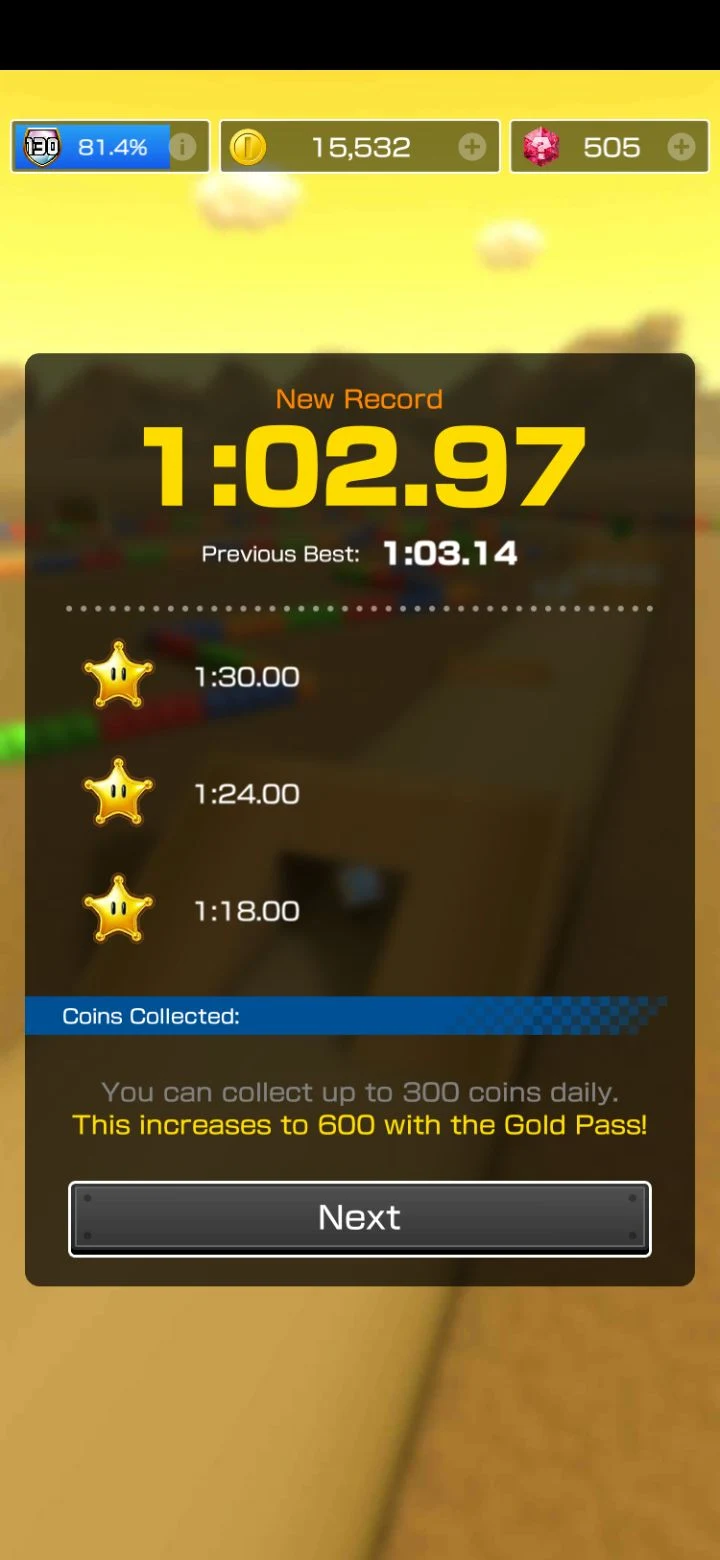 130 81.4% i 15,532 + ? 505 +
New Record
1:02.97
Previous Best: 1:03.14
1:30.00
1:24.00
1:18.00
Coins Collected:
You can collect up to 300 coins daily.
This increases to 600 with the Gold Pass!
Next